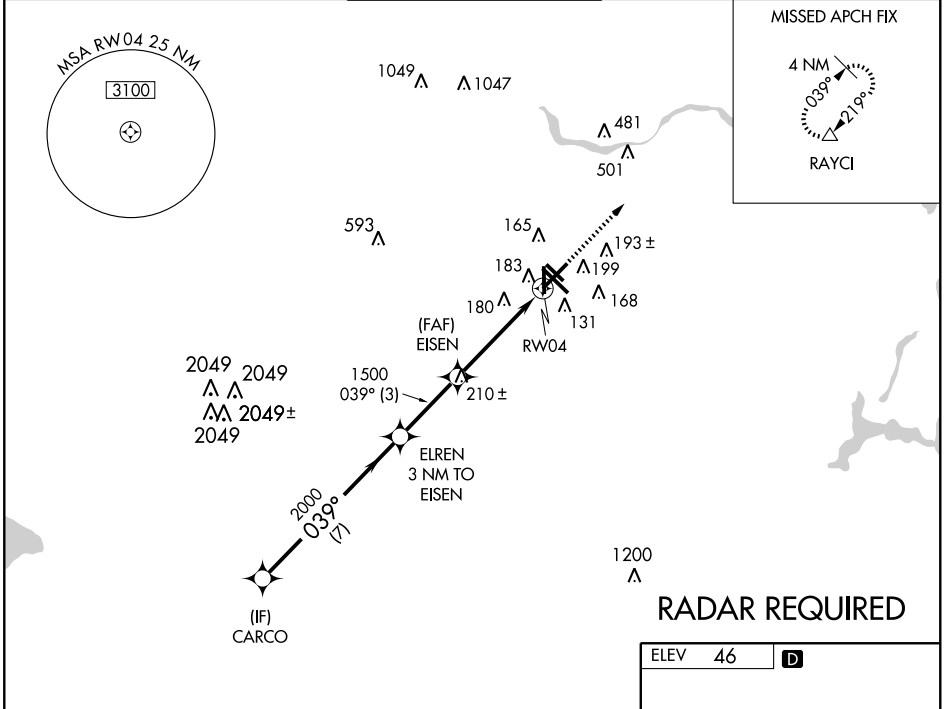 MSA RW04 25 NM
3100
MISSED APCH FIX
4 NM
039°
219°
RAYCI
1049
1047
481
501
593
165
193 ±
183
199
180
168
131
RW04
(FAF)
EISEN
210 ±
1500
039° (3)
2049
2049
2049 ±
2049
ELREN
3 NM TO
EISEN
2000
039°
(7)
(IF)
CARCO
1200
RADAR REQUIRED
ELEV 46 D